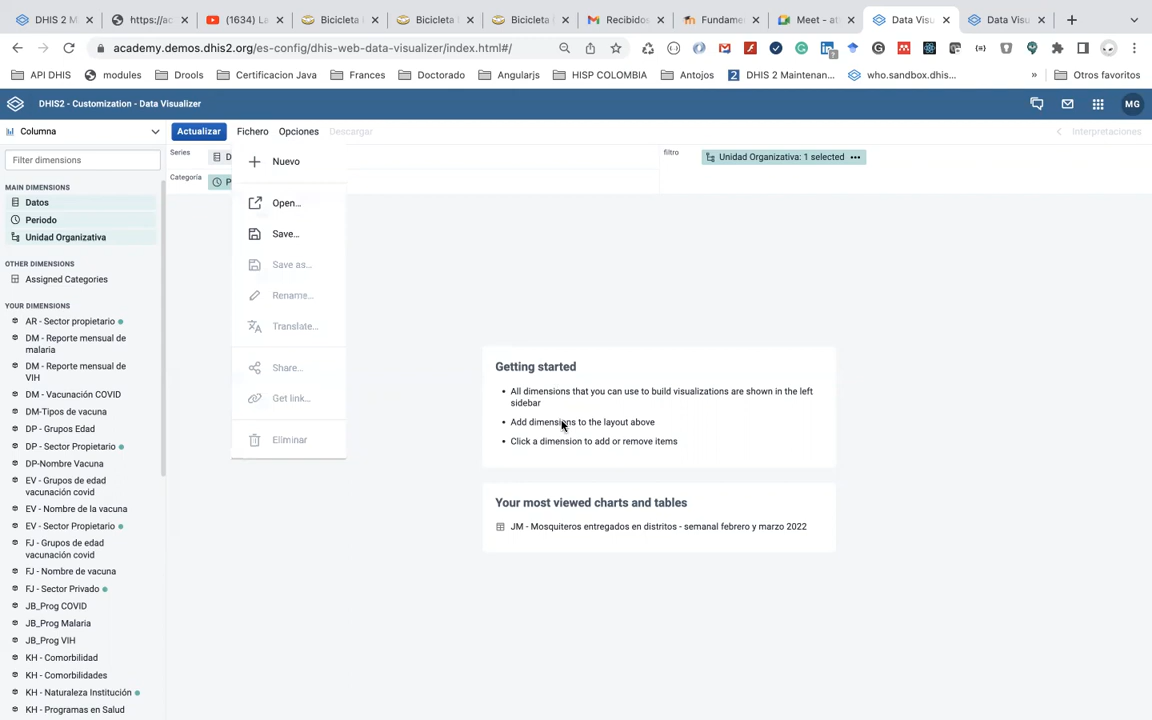 DHIS 2 M
https://ac
(1634) La
Bicicleta
Bicicleta
Bicicleta
Recibidos
Fundame
Meet – at
Data Visu
Data Visu
academy.demos.dhis2.org/es-config/dhis-web-data-visualizer/index.html#/
API DHIS
modules
Drools
Certificacion Java
Frances
Doctorado
Angularjs
HISP COLOMBIA
Antojos
DHIS 2 Maintenan...
who.sandbox.dhis...
»
Otros favoritos
DHIS2 - Customization - Data Visualizer
MG
Columna
Actualizar
Fichero
Opciones
Descargar
Interpretaciones
Filter dimensions
Series
D
filtro
Unidad Organizativa: 1 selected
Categoría
P
MAIN DIMENSIONS
Datos
Periodo
Unidad Organizativa
OTHER DIMENSIONS
Assigned Categories
YOUR DIMENSIONS
AR - Sector propietario
DM - Reporte mensual de
malaria
DM - Reporte mensual de
VIH
DM - Vacunación COVID
DM-Tipos de vacuna
DP - Grupos Edad
DP - Sector Propietario
DP-Nombre Vacuna
EV - Grupos de edad
vacunación covid
EV - Nombre de la vacuna
EV - Sector Propietario
FJ - Grupos de edad
vacunación covid
FJ - Nombre de vacuna
FJ - Sector Privado
JB_Prog COVID
JB_Prog Malaria
JB_Prog VIH
KH - Comorbilidad
KH - Comorbilidades
KH - Naturaleza Institución
KH - Programas en Salud
Nuevo
Open...
Save...
Save as...
Rename...
Translate...
Share...
Get link...
Eliminar
Getting started
• All dimensions that you can use to build visualizations are shown in the left
sidebar
• Add dimensions to the layout above
• Click a dimension to add or remove items
Your most viewed charts and tables
JM - Mosquiteros entregados en distritos - semanal febrero y marzo 2022